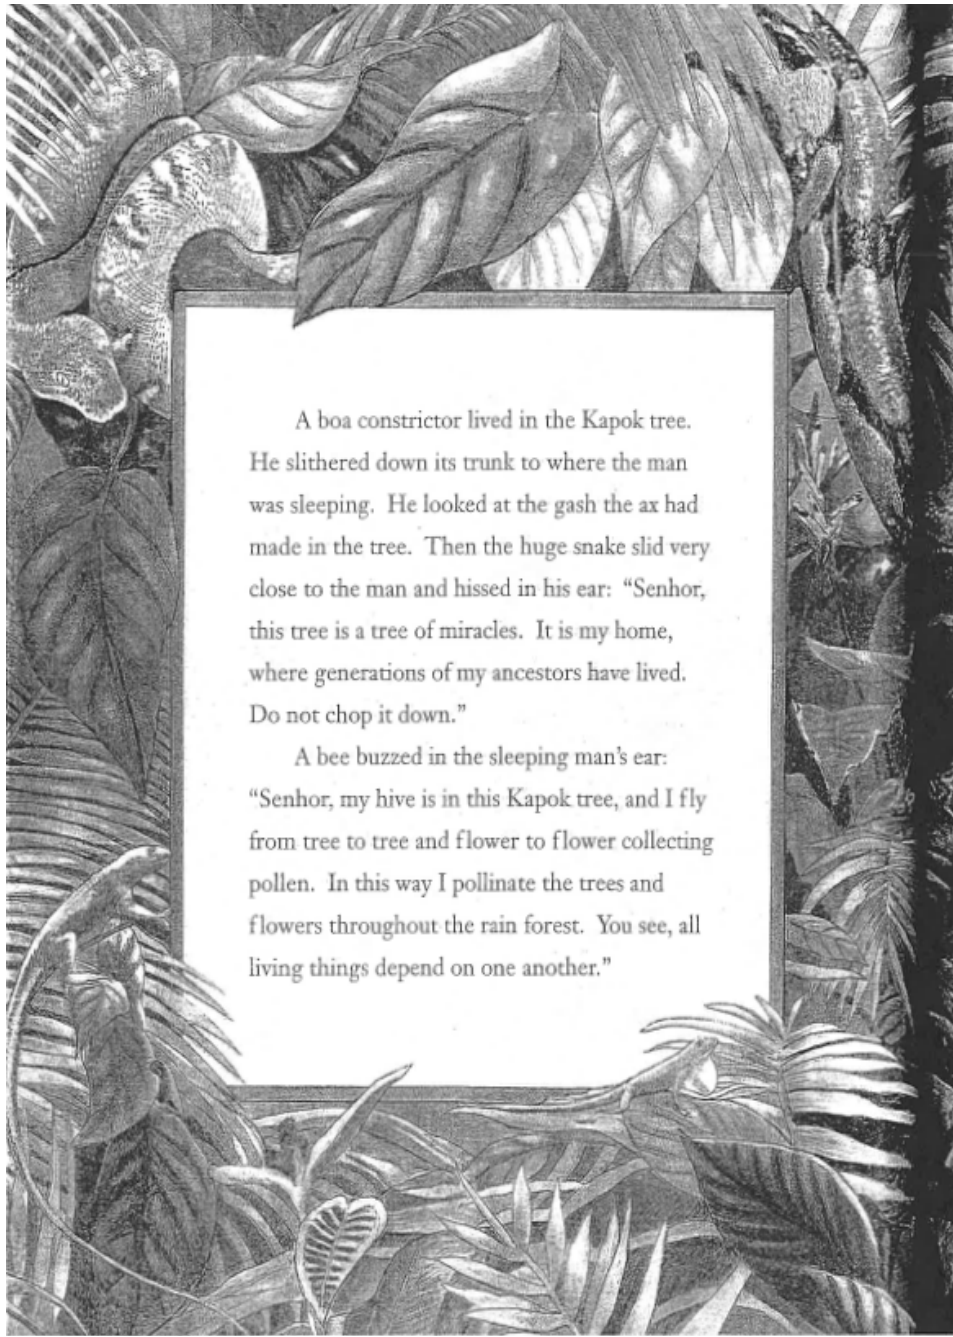 A boa constrictor lived in the Kapok tree.
He slithered down its trunk to where the man
was sleeping. He looked at the gash the ax had
made in the tree. Then the huge snake slid very
close to the man and hissed in his ear: “Senhor,
this tree is a tree of miracles. It is my home,
where generations of my ancestors have lived.
Do not chop it down.”
A bee buzzed in the sleeping man’s ear:
“Senhor, my hive is in this Kapok tree, and I fly
from tree to tree and flower to flower collecting
pollen. In this way I pollinate the trees and
flowers throughout the rain forest. You see, all
living things depend on one another.”